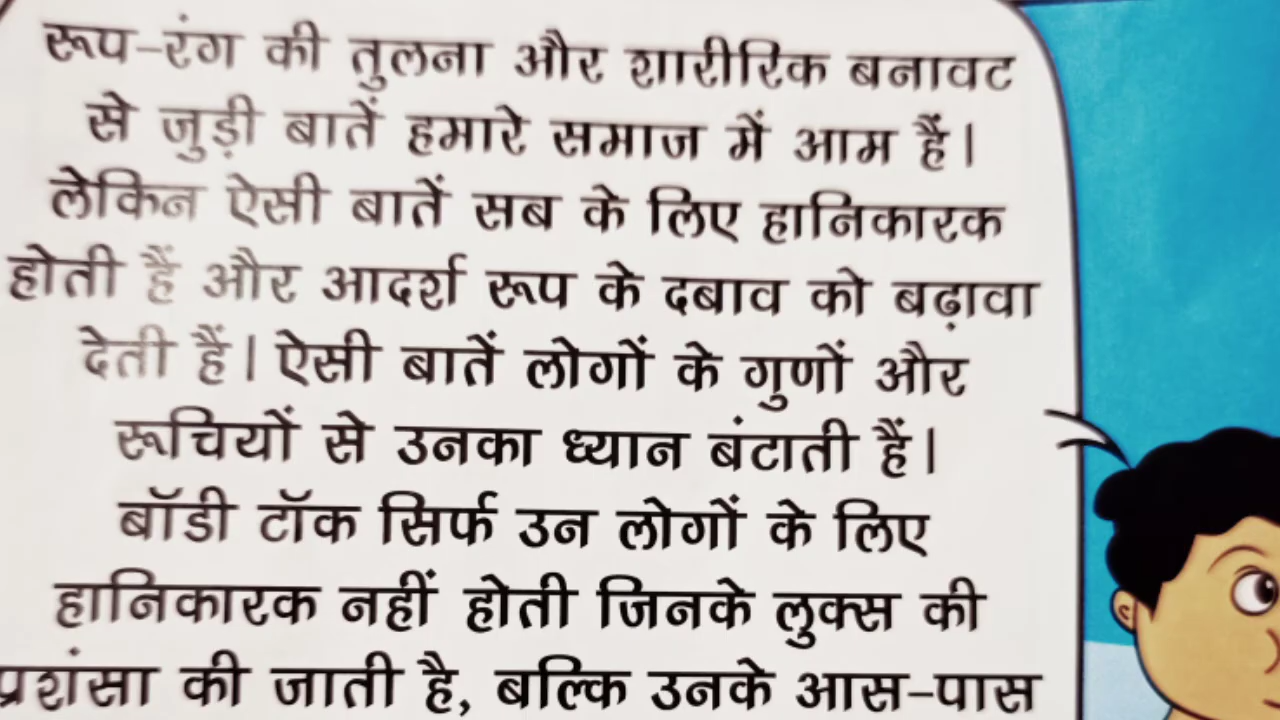 रूप-रंग की तुलना और शारीरिक बनावट
से जुड़ी बातें हमारे समाज में आम हैं।
लेकिन ऐसी बातें सब के लिए हानिकारक
होती हैं और आदर्श रूप के दबाव को बढ़ावा
देती हैं। ऐसी बातें लोगों के गुणों और
रूचियों से उनका ध्यान बंटाती हैं।
बॉडी टॉक सिर्फ उन लोगों के लिए
हानिकारक नहीं होती जिनके लुक्स की
प्रशंसा की जाती है, बल्कि उनके आस-पास